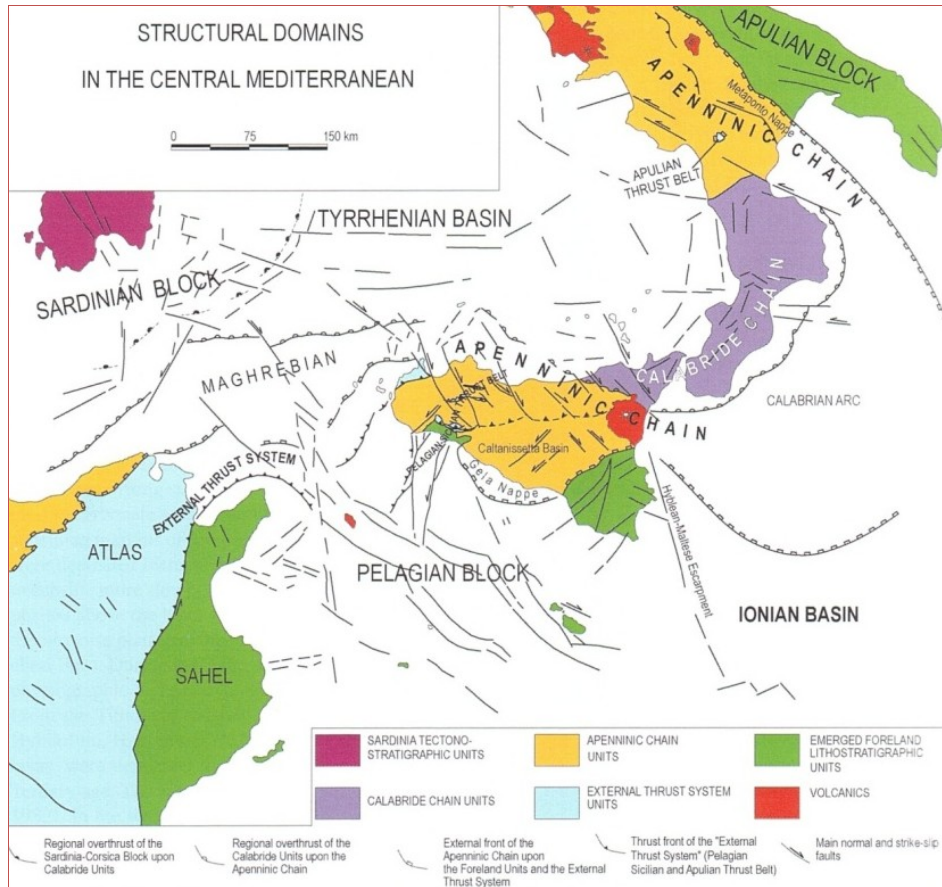 STRUCTURAL DOMAINS
IN THE CENTRAL MEDITERRANEAN
0 75 150 km
APULIAN BLOCK
APENNINIC CHAIN
Metaponto Nappe
APULIAN
THRUST BELT
TYRRHENIAN BASIN
SARDINIAN BLOCK
CALABRIDE CHAIN
MAGHREBIAN
APENNINIC CHAIN
CALABRIAN ARC
PELAGIAN SICILIAN THRUST BELT
Caltanissetta Basin
Gela Nappe
EXTERNAL THRUST SYSTEM
Hyblean-Maltese Escarpment
ATLAS
PELAGIAN BLOCK
IONIAN BASIN
SAHEL
SARDINIA TECTONO-
STRATIGRAPHIC UNITS
APENNINIC CHAIN
UNITS
EMERGED FORELAND
LITHOSTRATIGRAPHIC
UNITS
CALABRIDE CHAIN UNITS
EXTERNAL THRUST SYSTEM
UNITS
VOLCANICS
Regional overthrust of the
Sardinia-Corsica Block upon
Calabride Units
Regional overthrust of the
Calabride Units upon the
Apenninic Chain
External front of the
Apenninic Chain upon
the Foreland Units and the External
Thrust System
Thrust front of the "External
Thrust System" (Pelagian
Sicilian and Apulian Thrust Belt)
Main normal and strike-slip
faults